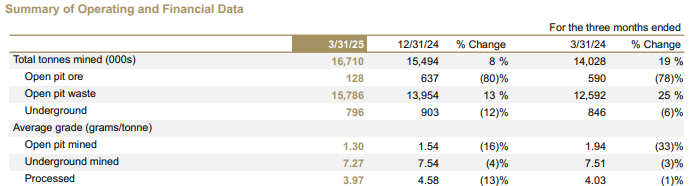 Summary of Operating and Financial Data
For the three months ended
3/31/25 12/31/24 % Change 3/31/24 % Change
Total tonnes mined (000s) 16,710 15,494 8 % 14,028 19 %
Open pit ore 128 637 (80)% 590 (78)%
Open pit waste 15,786 13,954 13 % 12,592 25 %
Underground 796 903 (12)% 846 (6)%
Average grade (grams/tonne)
Open pit mined 1.30 1.54 (16)% 1.94 (33)%
Underground mined 7.27 7.54 (4)% 7.51 (3)%
Processed 3.97 4.58 (13)% 4.03 (1)%